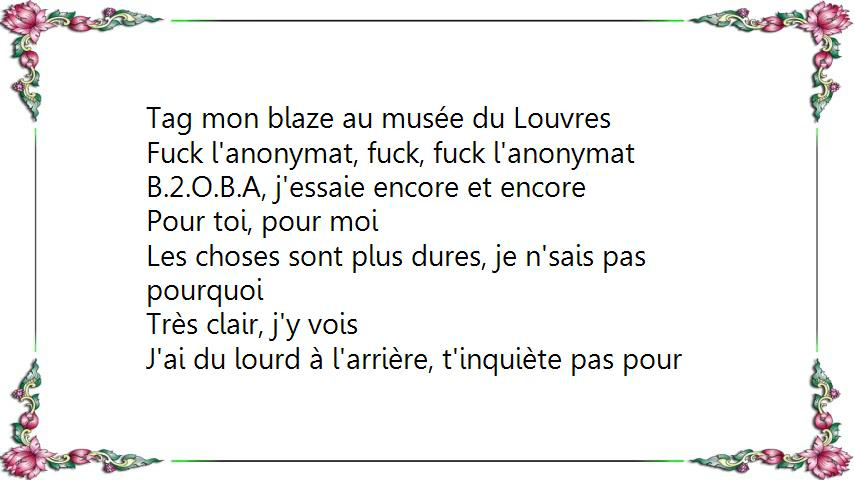 Tag mon blaze au musée du Louvres
Fuck l'anonymat, fuck, fuck l'anonymat
B.2.O.B.A, j'essaie encore et encore
Pour toi, pour moi
Les choses sont plus dures, je n'sais pas
pourquoi
Très clair, j'y vois
J'ai du lourd à l'arrière, t'inquiète pas pour